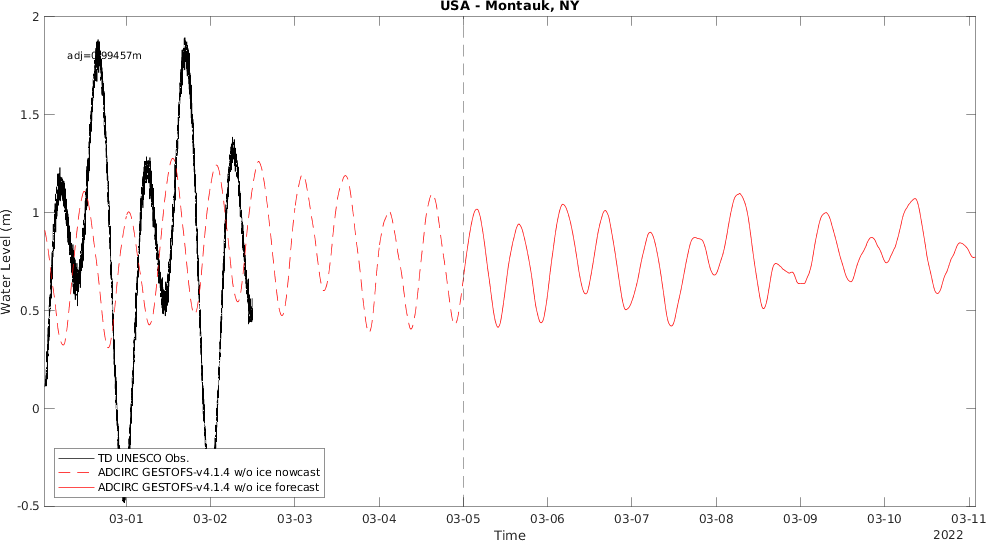 USA - Montauk, NY
adj=0.99457m
Water Level (m)
2
1.5
1
0.5
0
-0.5
TD UNESCO Obs.
ADCIRC GESTOFS-v4.1.4 w/o ice nowcast
ADCIRC GESTOFS-v4.1.4 w/o ice forecast
03-01 03-02 03-03 03-04 03-05 03-06 03-07 03-08 03-09 03-10 03-11
Time
2022